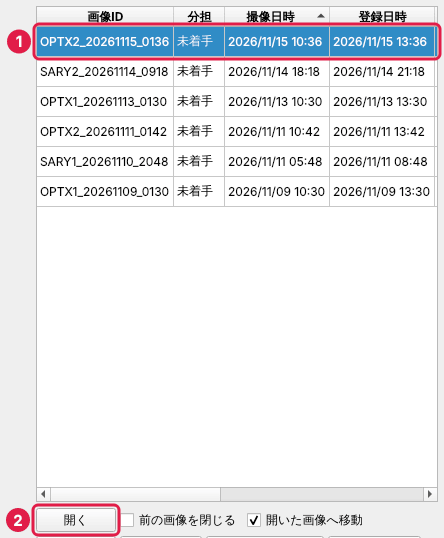 画像ID 分担 撮像日時 登録日時
1 OPTX2_20261115_0136 未着手 2026/11/15 10:36 2026/11/15 13:36
SARY2_20261114_0918 未着手 2026/11/14 18:18 2026/11/14 21:18
OPTX1_20261113_0130 未着手 2026/11/13 10:30 2026/11/13 13:30
OPTX2_20261111_0142 未着手 2026/11/11 10:42 2026/11/11 13:42
SARY1_20261110_2048 未着手 2026/11/11 05:48 2026/11/11 08:48
OPTX1_20261109_0130 未着手 2026/11/09 10:30 2026/11/09 13:30
2 開く 前の画像を閉じる 開いた画像へ移動